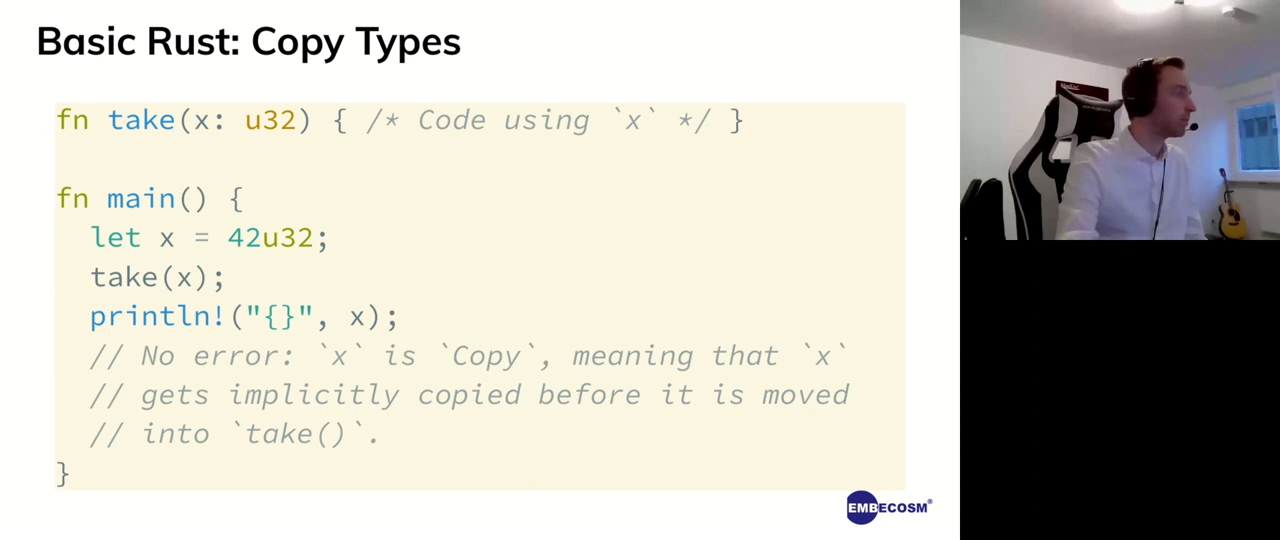 Basic Rust: Copy Types
fn take(x: u32) { /* Code using `x` */ }
fn main() {
  let x = 42u32;
  take(x);
  println!("{}", x);
  // No error: `x` is `Copy`, meaning that `x`
  // gets implicitly copied before it is moved
  // into `take()`.
}
EMBECOSM®